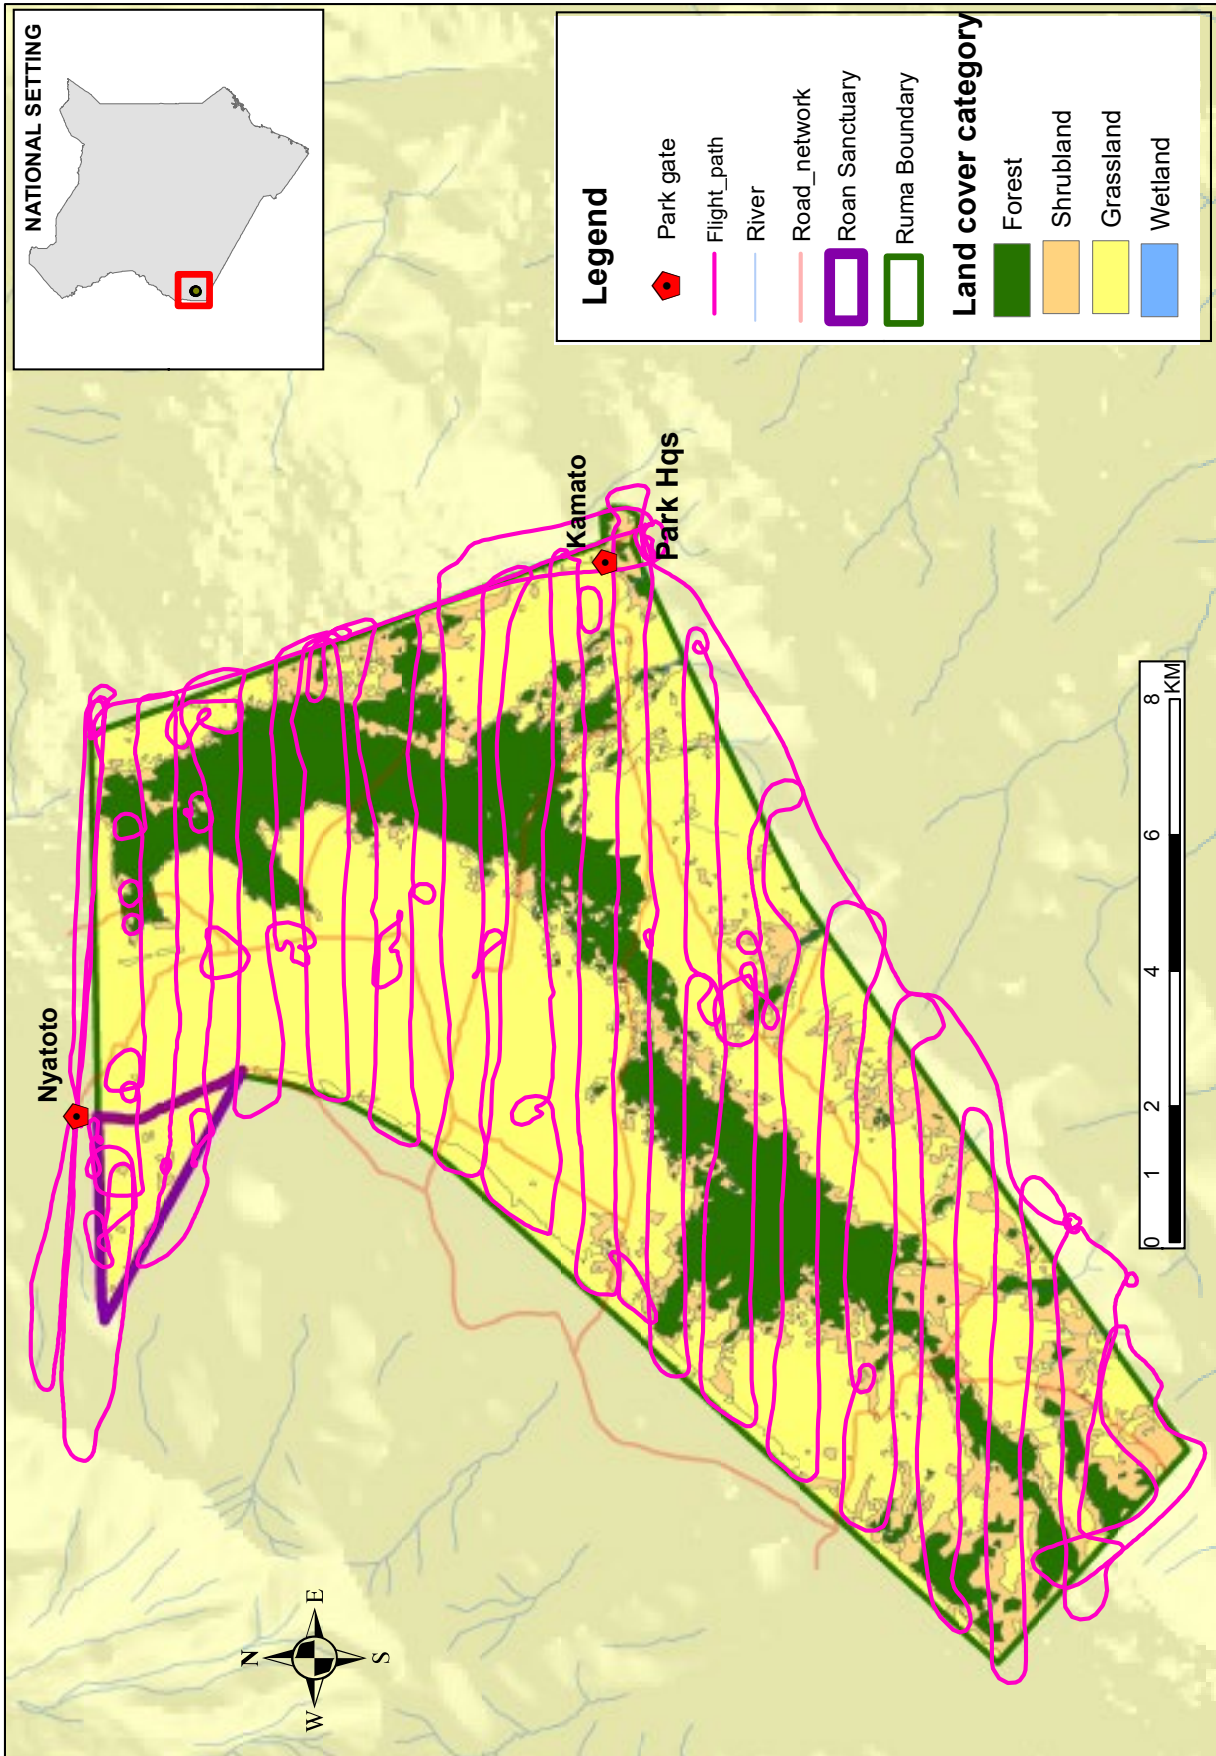 NATIONAL SETTING
Legend
Park gate
Flight_path
River
Road_network
Roan Sanctuary
Ruma Boundary
Land cover category
Forest
Shrubland
Grassland
Wetland
Nyatoto
Kamato
Park Hqs
N
W
E
S
0 1 2 4 6 8
KM